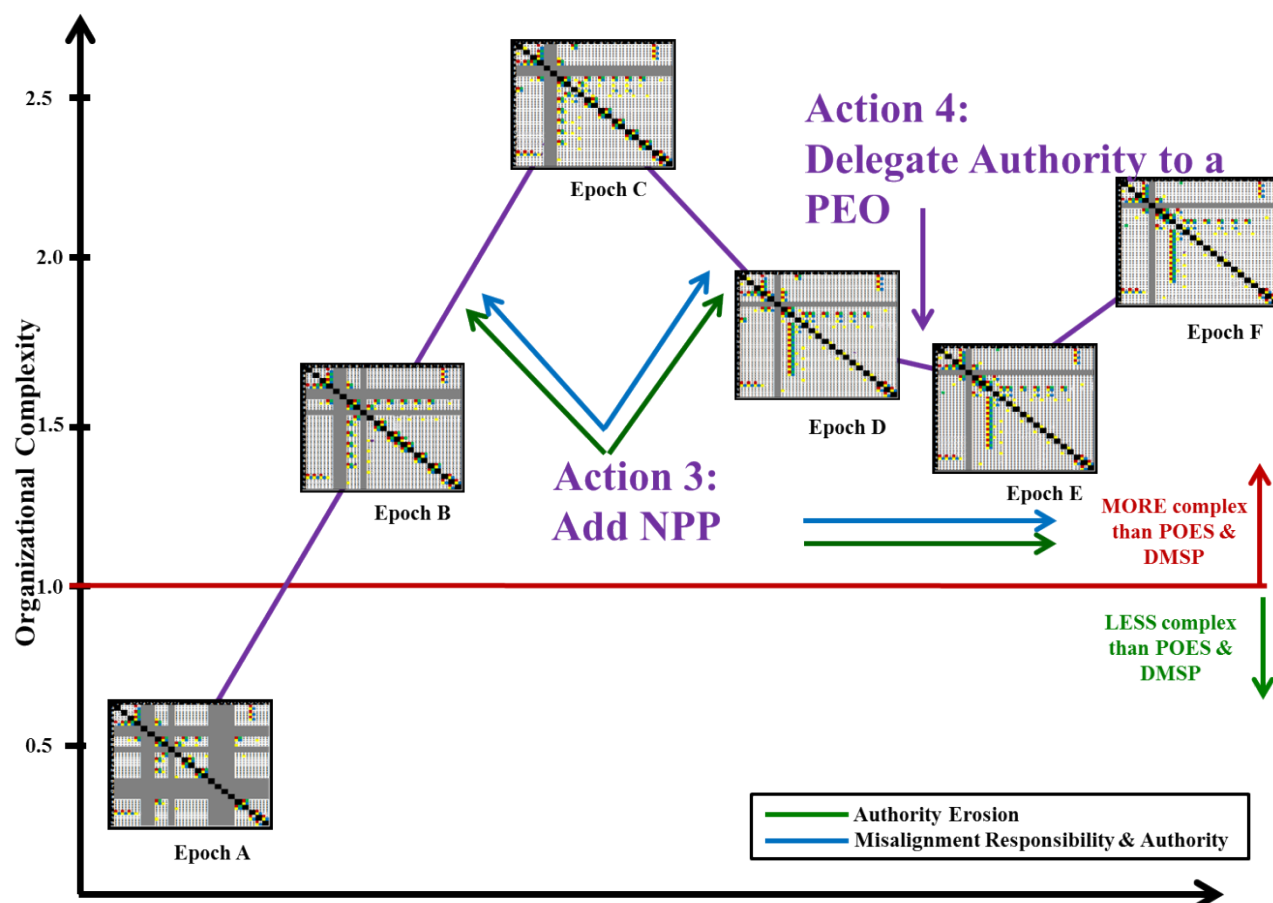 Organizational Complexity
2.5
2.0
1.5
1.0
0.5
Epoch A
Epoch B
Epoch C
Epoch D
Epoch E
Epoch F
Action 3:
Add NPP
Action 4:
Delegate Authority to a
PEO
MORE complex
than POES &
DMSP
LESS complex
than POES &
DMSP
Authority Erosion
Misalignment Responsibility & Authority